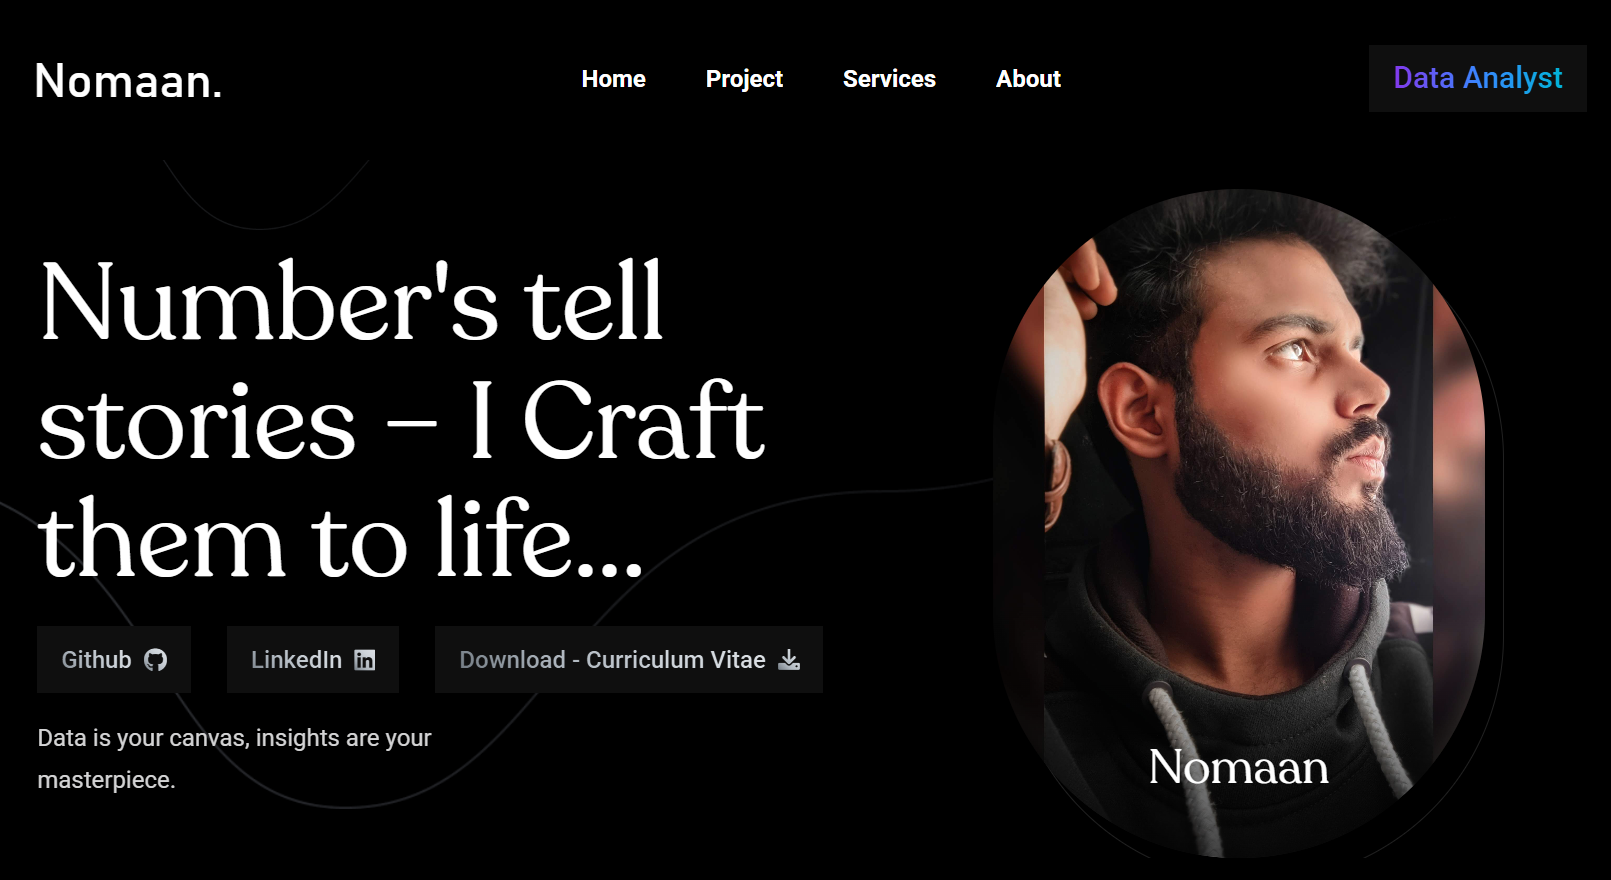 Nomaan.
Home Project Services About
Data Analyst
Number's tell
stories – I Craft
them to life...
Github
LinkedIn in
Download - Curriculum Vitae
Data is your canvas, insights are your
masterpiece.
Nomaan